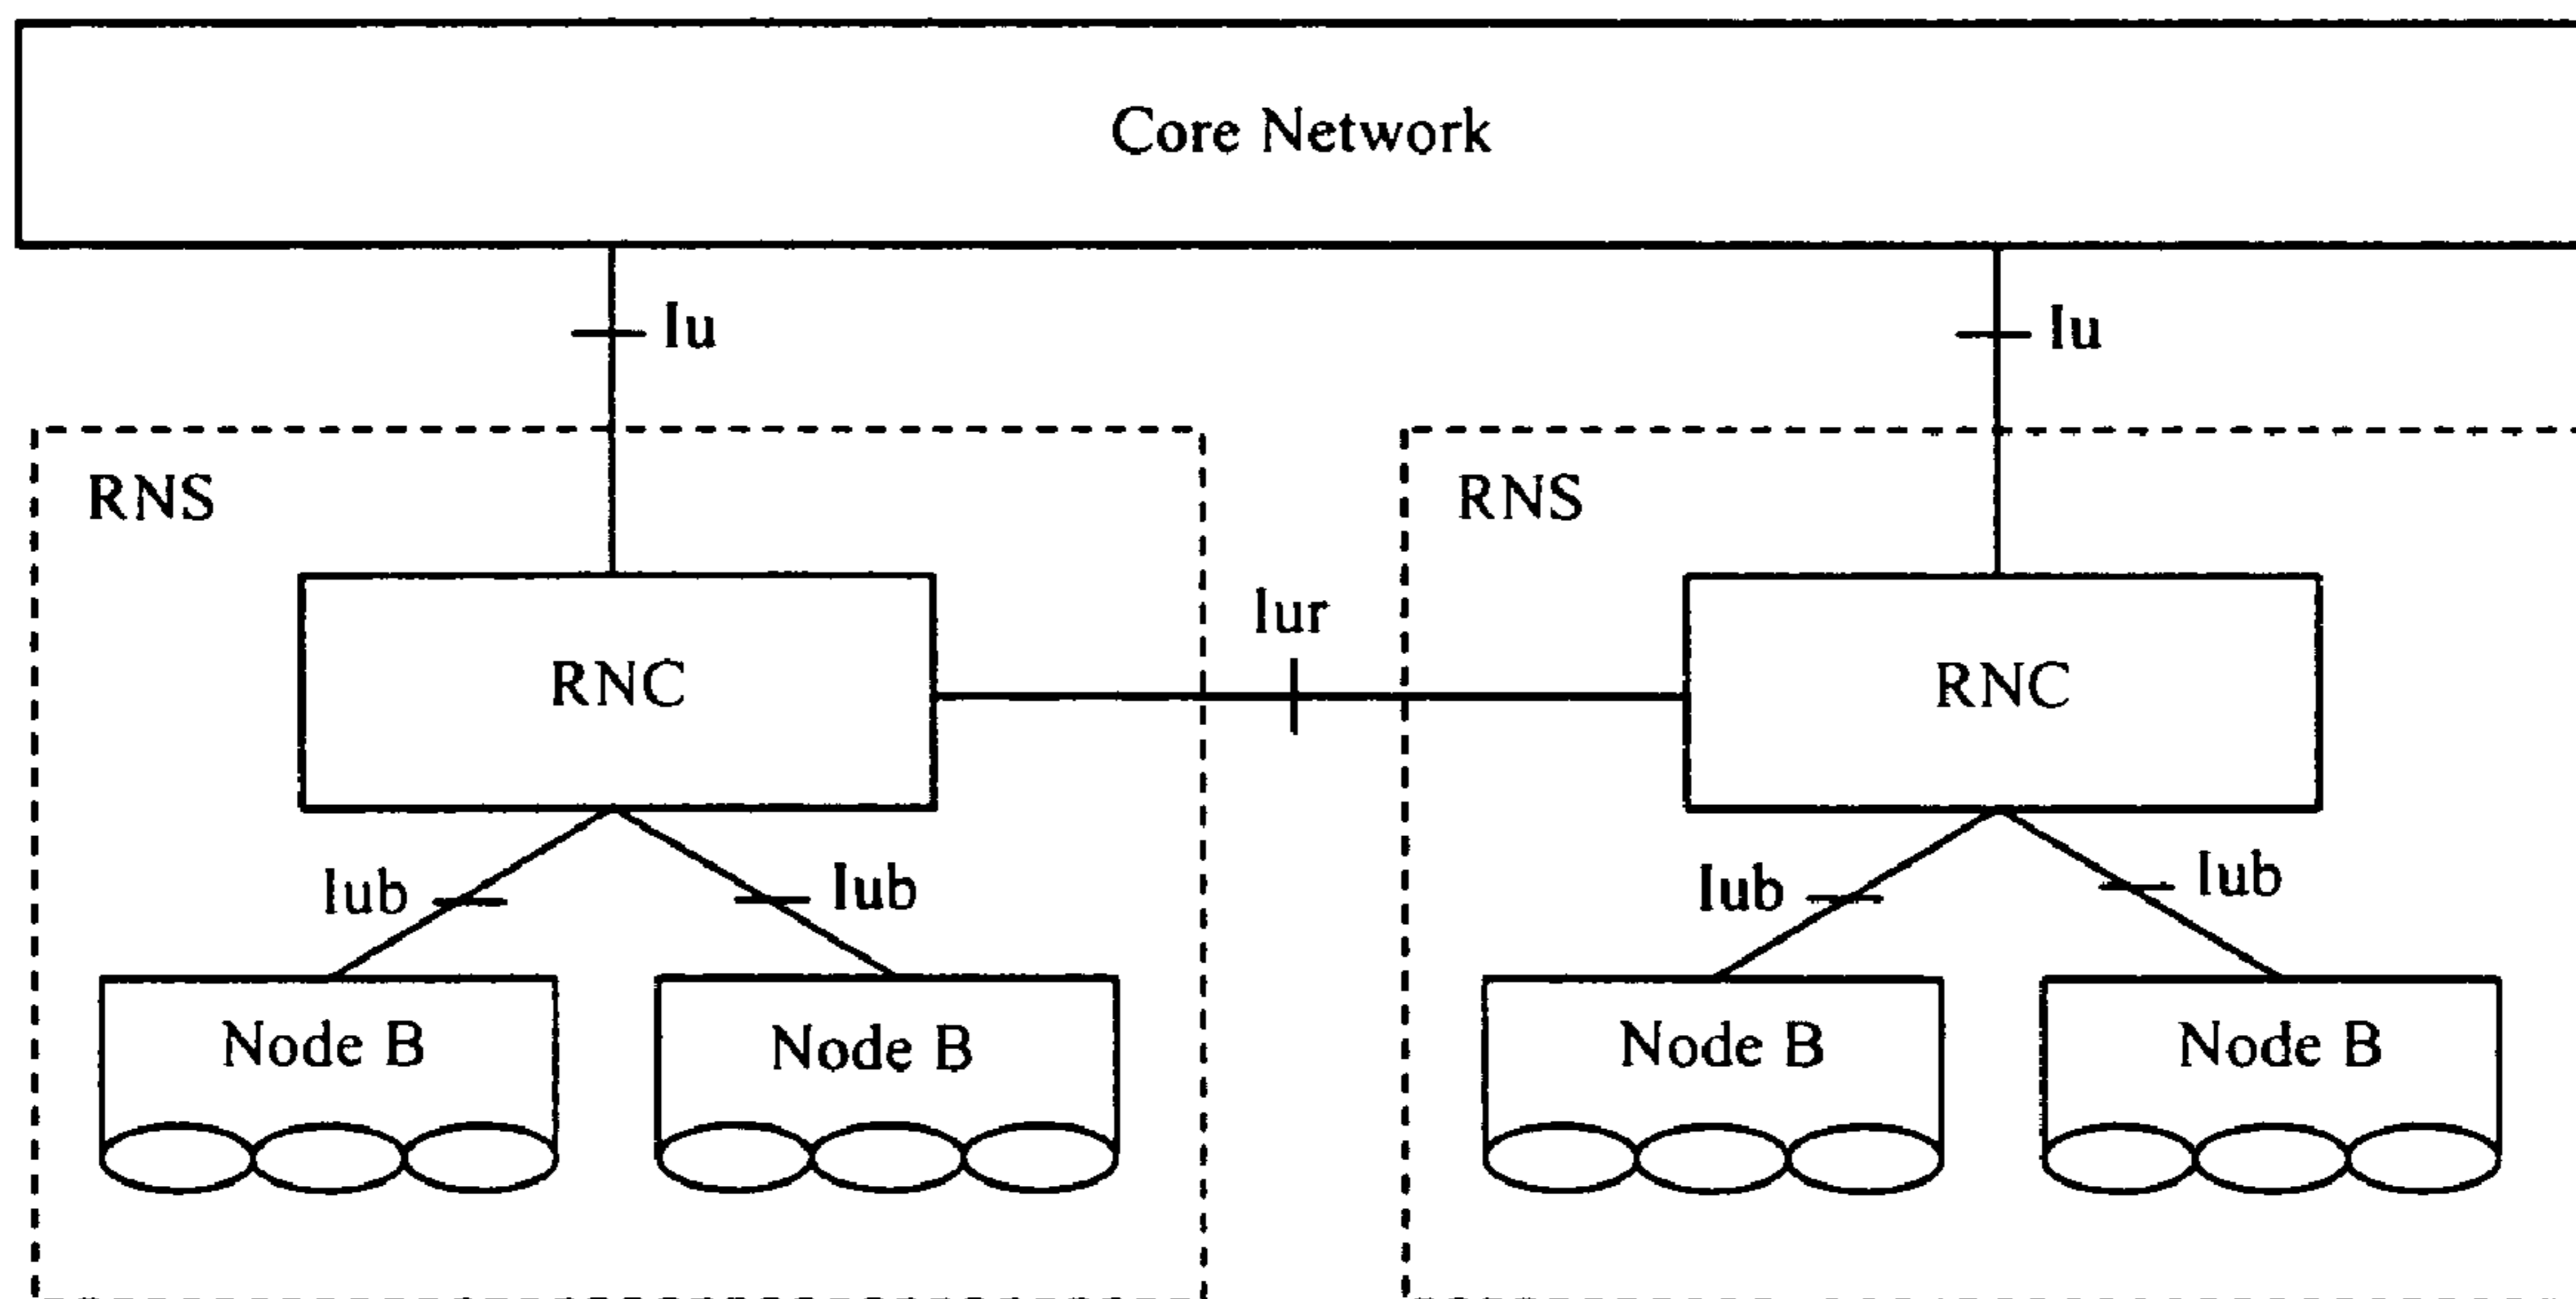 Core Network
Iu
Iu
RNS
RNS
Iur
RNC
RNC
Iub
Iub
Iub
Iub
Node B
Node B
Node B
Node B